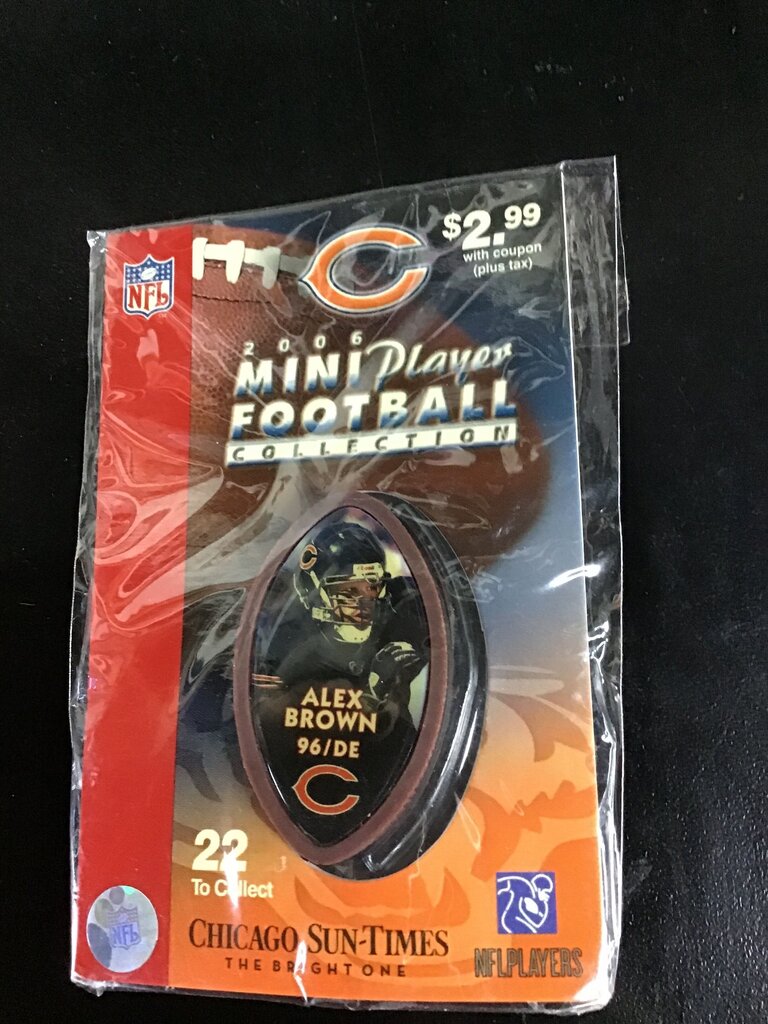 $2.99
with coupon
(plus tax)
NFL
2006
MINI Player
FOOTBALL
COLLECTION
ALEX
BROWN
96/DE
22
To Collect
NFL
CHICAGO SUN-TIMES
THE BRIGHT ONE
NFLPLAYERS